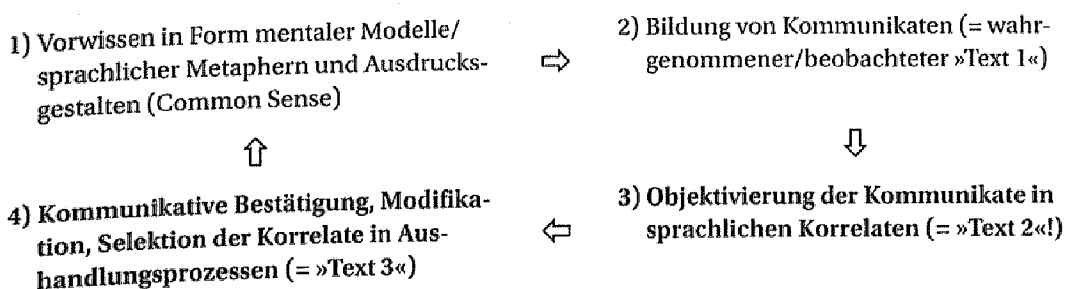 1) Vorwissen in Form mentaler Modelle/
sprachlicher Metaphern und Ausdrucks-
gestalten (Common Sense)
2) Bildung von Kommunikaten (= wahr-
genommener/beobachteter »Text 1«)
3) Objektivierung der Kommunikate in
sprachlichen Korrelaten (= »Text 2«!)
4) Kommunikative Bestätigung, Modifika-
tion, Selektion der Korrelate in Aus-
handlungsprozessen (= »Text 3«)